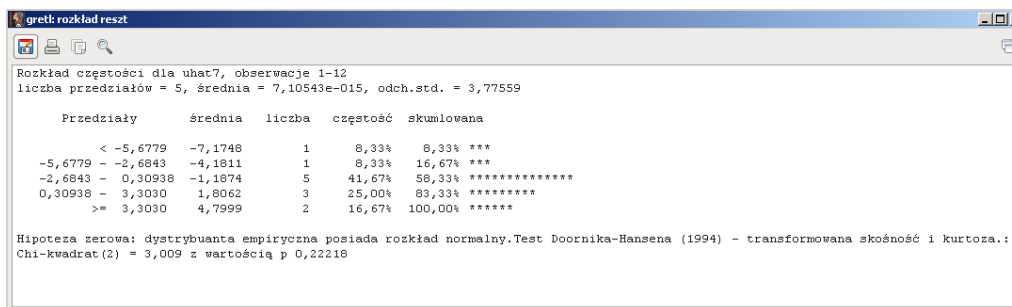 gretl: rozkład reszt
Rozkład częstości dla uhat7, obserwacje 1-12
liczba przedziałów = 5, średnia = 7,10543e-015, odch.std. = 3,77559
Przedziały średnia liczba częstość skumlowana
< -5,6779 -7,1748 1 8,33% 8,33% ***
-5,6779 - -2,6843 -4,1811 1 8,33% 16,67% ***
-2,6843 - 0,30938 -1,1874 5 41,67% 58,33% **************
0,30938 - 3,3030 1,8062 3 25,00% 83,33% *********
>= 3,3030 4,7999 2 16,67% 100,00% ******
Hipoteza zerowa: dystrybuanta empiryczna posiada rozkład normalny.Test Doornika-Hansena (1994) - transformowana skośność i kurtoza.:
Chi-kwadrat(2) = 3,009 z wartością p 0,22218